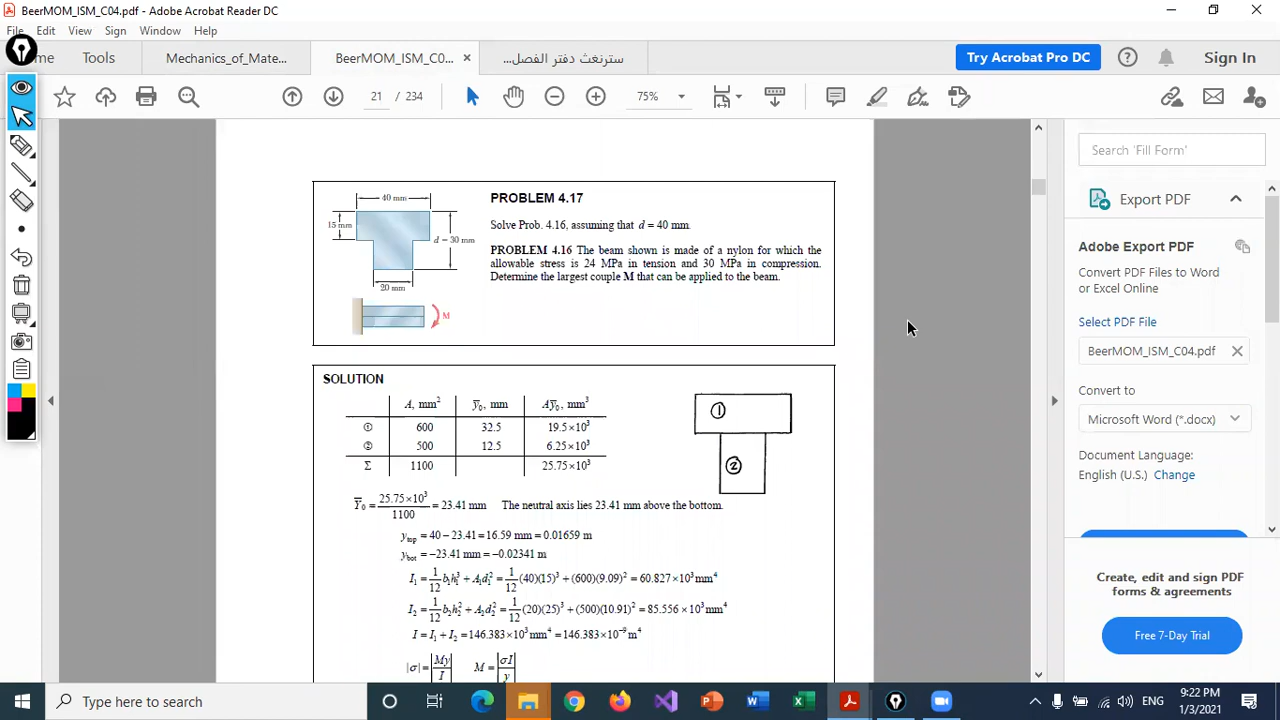 BeerMOM_ISM_C04.pdf - Adobe Acrobat Reader DC
File Edit View Sign Window Help
me Tools Mechanics_of_Mate... BeerMOM_ISM_C0... × سترنغث دفتر الفصل... Try Acrobat Pro DC Sign In
21 / 234 75%
Search 'Fill Form'
Export PDF
Adobe Export PDF
Convert PDF Files to Word
or Excel Online
Select PDF File
BeerMOM_ISM_C04.pdf
Convert to
Microsoft Word (*.docx)
Document Language:
English (U.S.) Change
Create, edit and sign PDF
forms & agreements
Free 7-Day Trial
40 mm
15 mm
d = 30 mm
20 mm
M
PROBLEM 4.17
Solve Prob. 4.16, assuming that d = 40 mm.
PROBLEM 4.16 The beam shown is made of a nylon for which the
allowable stress is 24 MPa in tension and 30 MPa in compression.
Determine the largest couple M that can be applied to the beam.
SOLUTION
A, mm² ȳ₀, mm Aȳ₀, mm³
① 600 32.5 19.5×10³
② 500 12.5 6.25×10³
Σ 1100 25.75×10³
①
②
Ȳ₀ = 25.75×10³/1100 = 23.41 mm The neutral axis lies 23.41 mm above the bottom.
y_top = 40 − 23.41 = 16.59 mm = 0.01659 m
y_bot = −23.41 mm = −0.02341 m
I₁ = 1/12 b₁h₁³ + A₁d₁² = 1/12 (40)(15)³ + (600)(9.09)² = 60.827×10³ mm⁴
I₂ = 1/12 b₂h₂³ + A₂d₂² = 1/12 (20)(25)³ + (500)(10.91)² = 85.556×10³ mm⁴
I = I₁ + I₂ = 146.383×10³ mm⁴ = 146.383×10⁻⁹ m⁴
|σ| = |My/I| M = |σI/y|
Type here to search
ENG
9:22 PM
1/3/2021